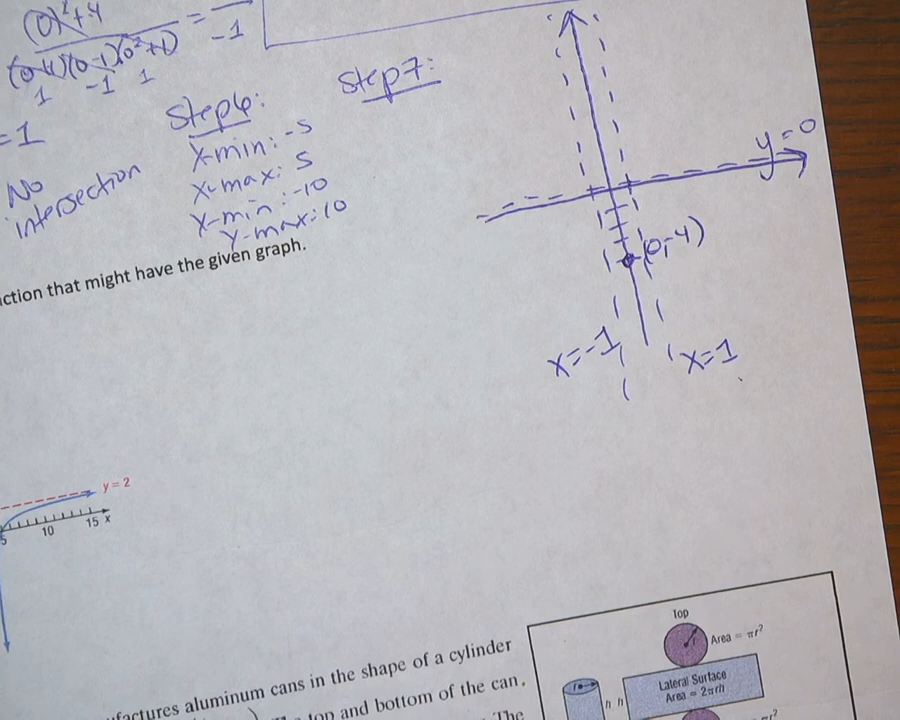 (0)²+4 =
(0+1)(0-1)(0²+1) -1
1 -1 1
=1
No
intersection
Step6:
X-min: -5
X-max: 5
Y-min: -10
Y-max: 10
Step7:
y=0
(0,-4)
x=-1
x=1
ction that might have the given graph.
y = 2
5 10 15 x
ufactures aluminum cans in the shape of a cylinder
top and bottom of the can.
The
Top
r
Area = πr²
Lateral Surface
Area = 2πrh
h h
πr²